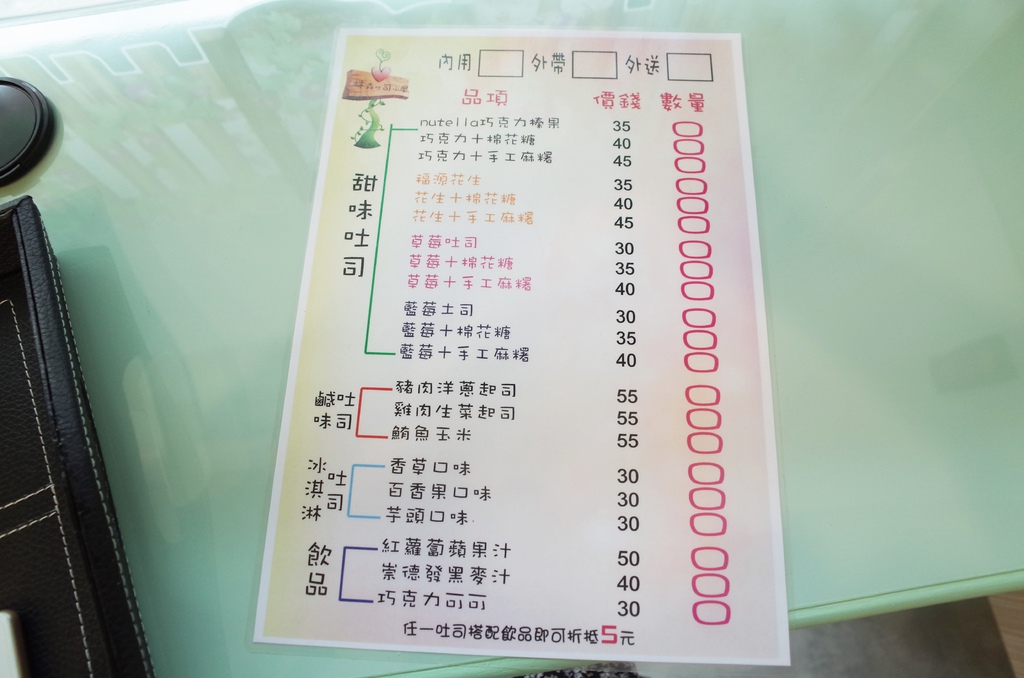 內用 外帶 外送
品項 價錢 數量
甜味吐司
nutella巧克力榛果 35
巧克力十棉花糖 40
巧克力十手工麻糬 45
福源花生 35
花生十棉花糖 40
花生十手工麻糬 45
草莓吐司 30
草莓十棉花糖 35
草莓十手工麻糬 40
藍莓土司 30
藍莓十棉花糖 35
藍莓十手工麻糬 40
鹹味吐司
豬肉洋蔥起司 55
雞肉生菜起司 55
鮪魚玉米 55
冰淇淋吐司
香草口味 30
百香果口味 30
芋頭口味 30
飲品
紅蘿蔔蘋果汁 50
崇德發黑麥汁 40
巧克力可可 30
任一吐司搭配飲品即可折抵5元